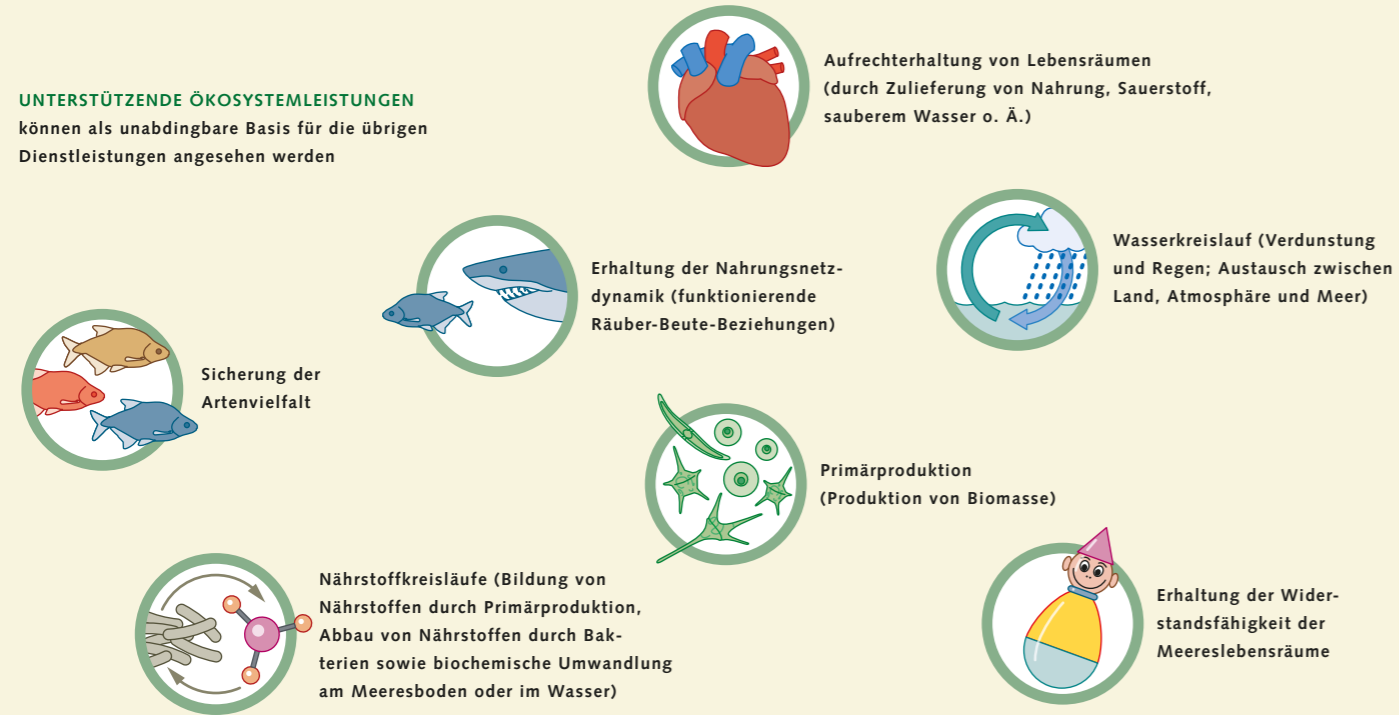 UNTERSTÜTZENDE ÖKOSYSTEMLEISTUNGEN
können als unabdingbare Basis für die übrigen
Dienstleistungen angesehen werden
Aufrechterhaltung von Lebensräumen
(durch Zulieferung von Nahrung, Sauerstoff,
sauberem Wasser o. Ä.)
Wasserkreislauf (Verdunstung
und Regen; Austausch zwischen
Land, Atmosphäre und Meer)
Erhaltung der Nahrungsnetz-
dynamik (funktionierende
Räuber-Beute-Beziehungen)
Sicherung der
Artenvielfalt
Primärproduktion
(Produktion von Biomasse)
Nährstoffkreisläufe (Bildung von
Nährstoffen durch Primärproduktion,
Abbau von Nährstoffen durch Bak-
terien sowie biochemische Umwandlung
am Meeresboden oder im Wasser)
Erhaltung der Wider-
standsfähigkeit der
Meereslebensräume